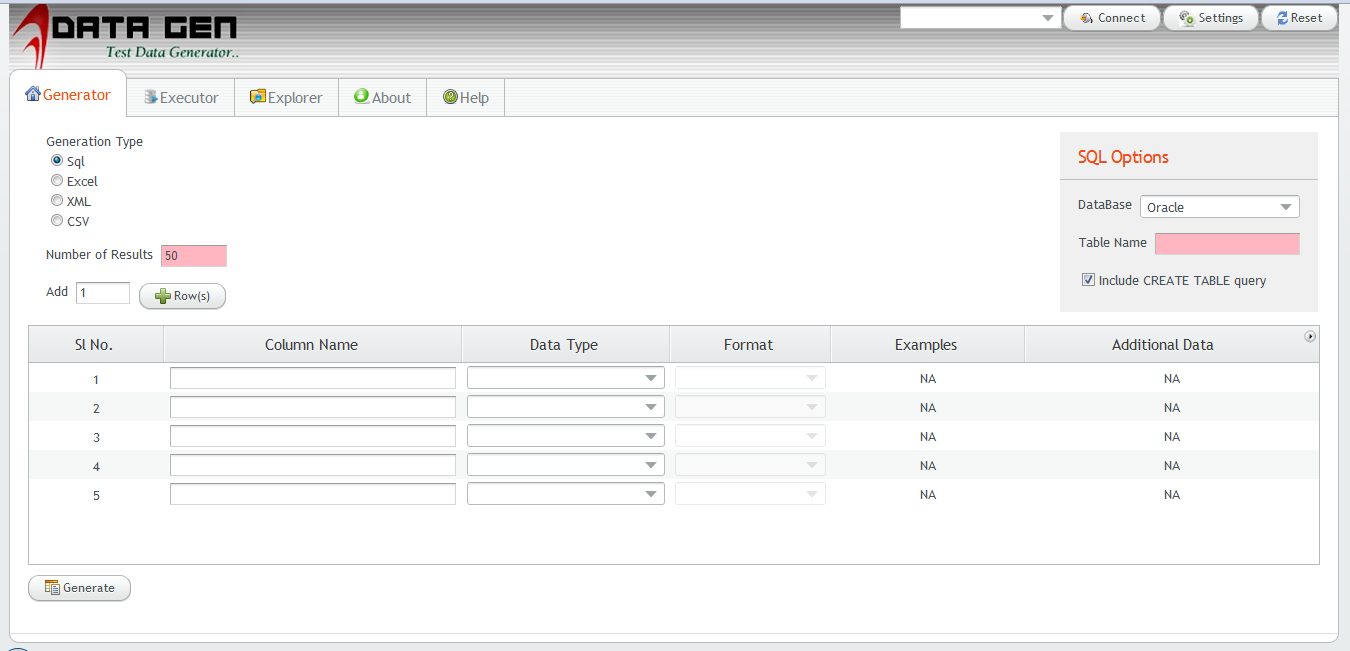 DATA GEN
Test Data Generator..
Connect Settings Reset
Generator Executor Explorer About Help
Generation Type
Sql
Excel
XML
CSV
Number of Results 50
Add 1 Row(s)
SQL Options
DataBase Oracle
Table Name
Include CREATE TABLE query
Sl No. Column Name Data Type Format Examples Additional Data
1 NA NA
2 NA NA
3 NA NA
4 NA NA
5 NA NA
Generate